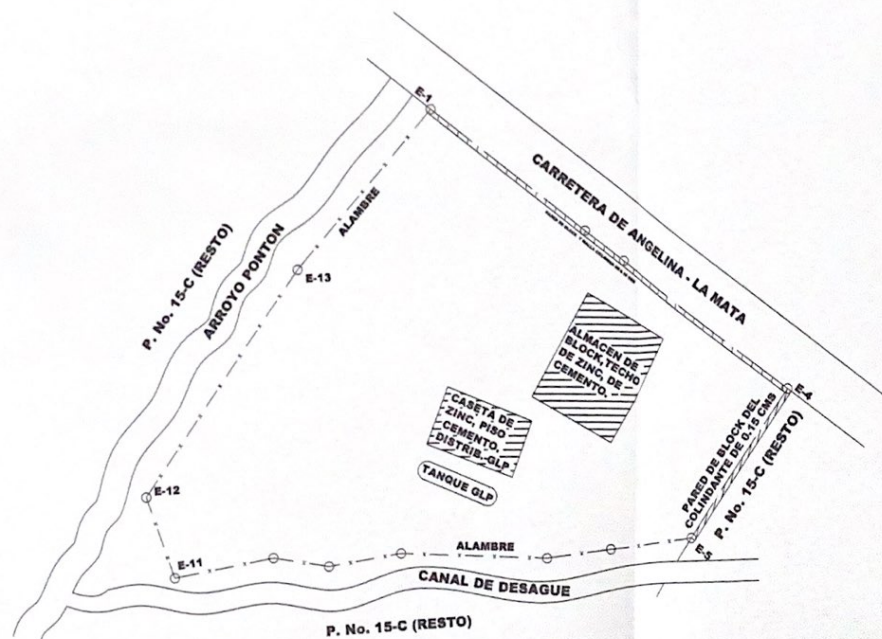 E-1
CARRETERA DE ANGELINA - LA MATA
ALAMBRE
P. No. 15-C (RESTO)
ARROYO PONTON
E-13
ALMACEN DE
BLOCK,TECHO
DE ZINC, DE
CEMENTO,
E-4
CASETA DE
ZINC, PISO
CEMENTO.
DISTRIB. GLP
TANQUE GLP
PARED DE BLOCK DEL
COLINDANTE DE 0.15 CMS
P. No. 15-C (RESTO)
E-12
ALAMBRE
E-5
E-11
CANAL DE DESAGUE
P. No. 15-C (RESTO)